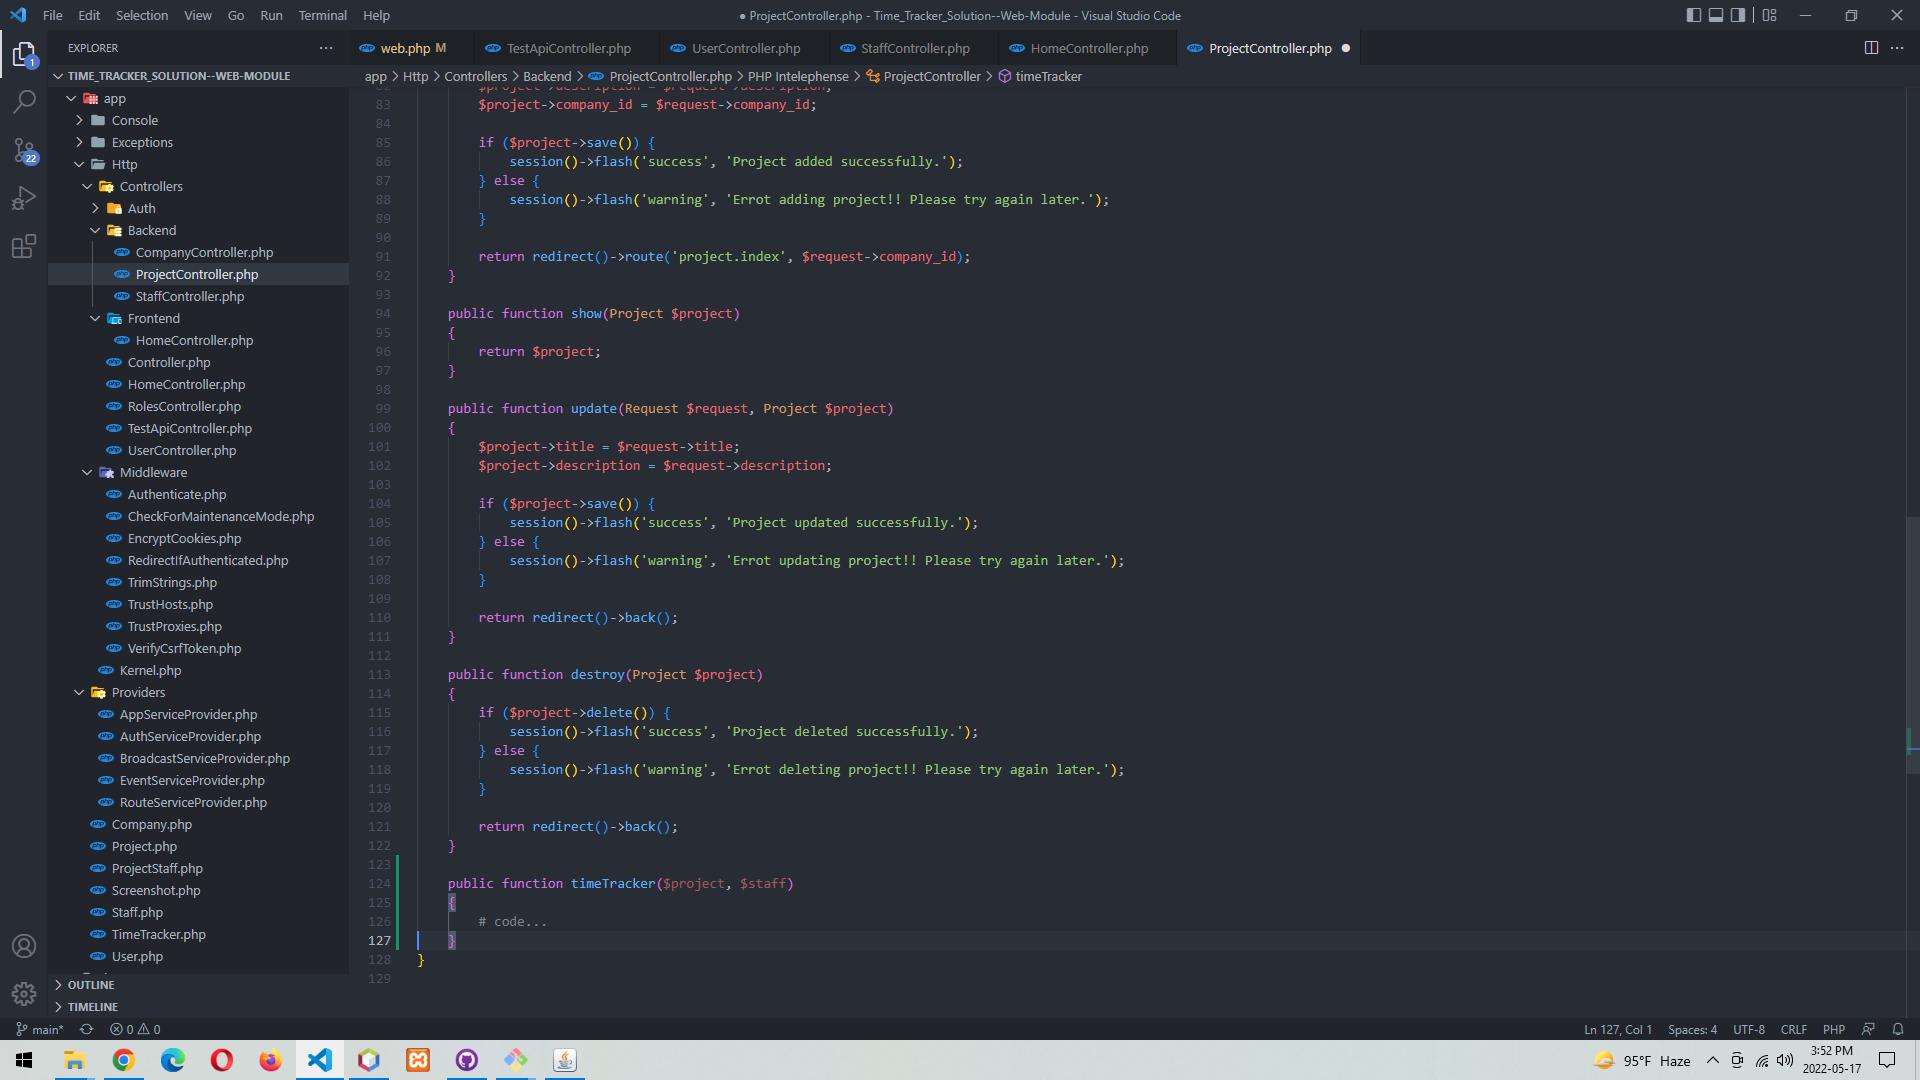 File Edit Selection View Go Run Terminal Help
● ProjectController.php - Time_Tracker_Solution--Web-Module - Visual Studio Code
EXPLORER
web.php M
TestApiController.php
UserController.php
StaffController.php
HomeController.php
ProjectController.php
TIME_TRACKER_SOLUTION--WEB-MODULE
app > Http > Controllers > Backend > ProjectController.php > PHP Intelephense > ProjectController > timeTracker
1
22
app
Console
Exceptions
Http
Controllers
Auth
Backend
CompanyController.php
ProjectController.php
StaffController.php
Frontend
HomeController.php
Controller.php
HomeController.php
RolesController.php
TestApiController.php
UserController.php
Middleware
Authenticate.php
CheckForMaintenanceMode.php
EncryptCookies.php
RedirectIfAuthenticated.php
TrimStrings.php
TrustHosts.php
TrustProxies.php
VerifyCsrfToken.php
Kernel.php
Providers
AppServiceProvider.php
AuthServiceProvider.php
BroadcastServiceProvider.php
EventServiceProvider.php
RouteServiceProvider.php
Company.php
Project.php
ProjectStaff.php
Screenshot.php
Staff.php
TimeTracker.php
User.php
OUTLINE
TIMELINE
82 $project->description = $request->description;
83 $project->company_id = $request->company_id;
84
85 if ($project->save()) {
86 session()->flash('success', 'Project added successfully.');
87 } else {
88 session()->flash('warning', 'Errot adding project!! Please try again later.');
89 }
90
91 return redirect()->route('project.index', $request->company_id);
92 }
93
94 public function show(Project $project)
95 {
96 return $project;
97 }
98
99 public function update(Request $request, Project $project)
100 {
101 $project->title = $request->title;
102 $project->description = $request->description;
103
104 if ($project->save()) {
105 session()->flash('success', 'Project updated successfully.');
106 } else {
107 session()->flash('warning', 'Errot updating project!! Please try again later.');
108 }
109
110 return redirect()->back();
111 }
112
113 public function destroy(Project $project)
114 {
115 if ($project->delete()) {
116 session()->flash('success', 'Project deleted successfully.');
117 } else {
118 session()->flash('warning', 'Errot deleting project!! Please try again later.');
119 }
120
121 return redirect()->back();
122 }
123
124 public function timeTracker($project, $staff)
125 {
126 # code...
127 }
128 }
129
main* 0 0
Ln 127, Col 1 Spaces: 4 UTF-8 CRLF PHP
95°F Haze
3:52 PM
2022-05-17